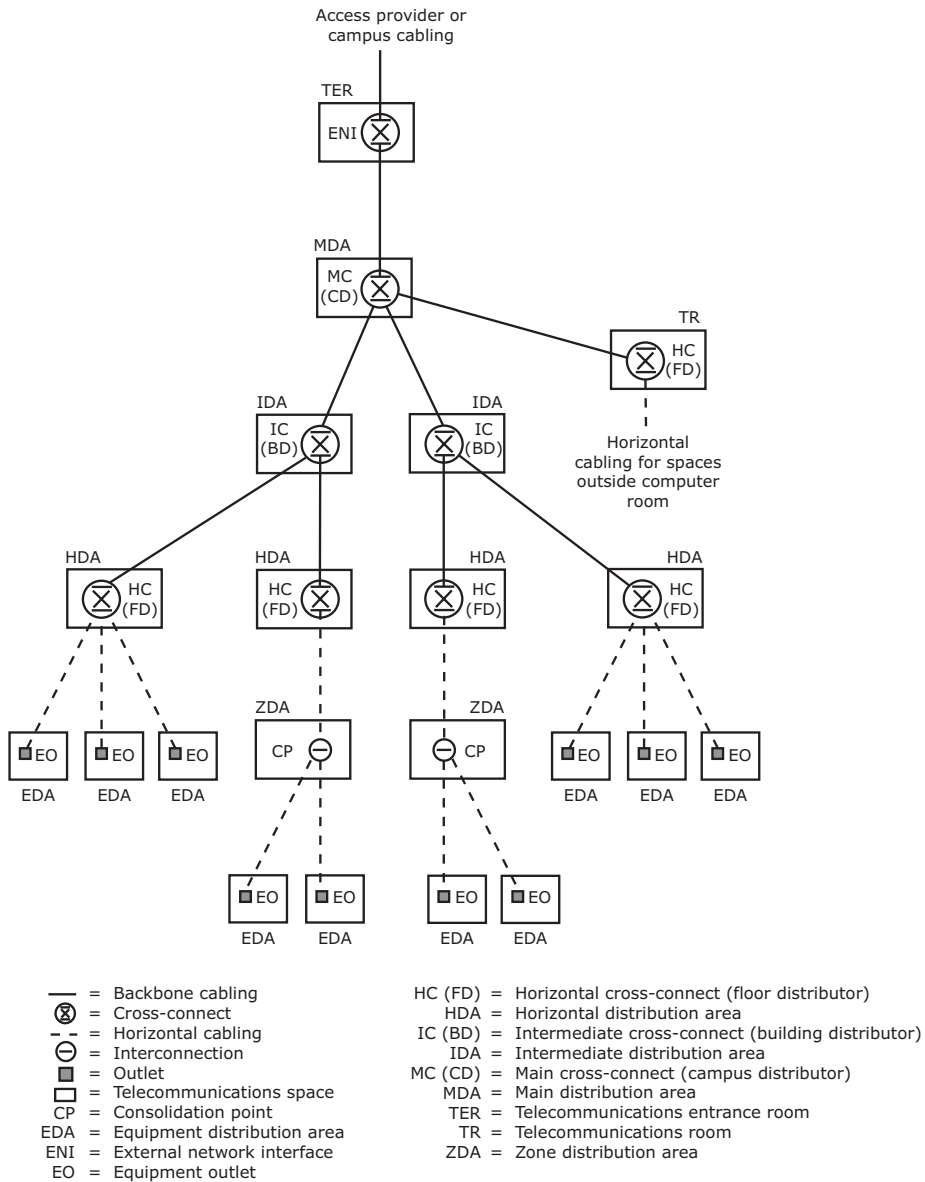 Access provider or
campus cabling
TER
ENI
MDA
MC
(CD)
TR
HC
(FD)
Horizontal
cabling for spaces
outside computer
room
IDA
IC
(BD)
IDA
IC
(BD)
HDA
HC
(FD)
HDA
HC
(FD)
HDA
HC
(FD)
HDA
HC
(FD)
ZDA
CP
ZDA
CP
EO
EDA
EO
EDA
EO
EDA
EO
EDA
EO
EDA
EO
EDA
EO
EDA
EO
EDA
EO
EDA
EO
EDA
= Backbone cabling
= Cross-connect
= Horizontal cabling
= Interconnection
= Outlet
= Telecommunications space
CP = Consolidation point
EDA = Equipment distribution area
ENI = External network interface
EO = Equipment outlet
HC (FD) = Horizontal cross-connect (floor distributor)
HDA = Horizontal distribution area
IC (BD) = Intermediate cross-connect (building distributor)
IDA = Intermediate distribution area
MC (CD) = Main cross-connect (campus distributor)
MDA = Main distribution area
TER = Telecommunications entrance room
TR = Telecommunications room
ZDA = Zone distribution area